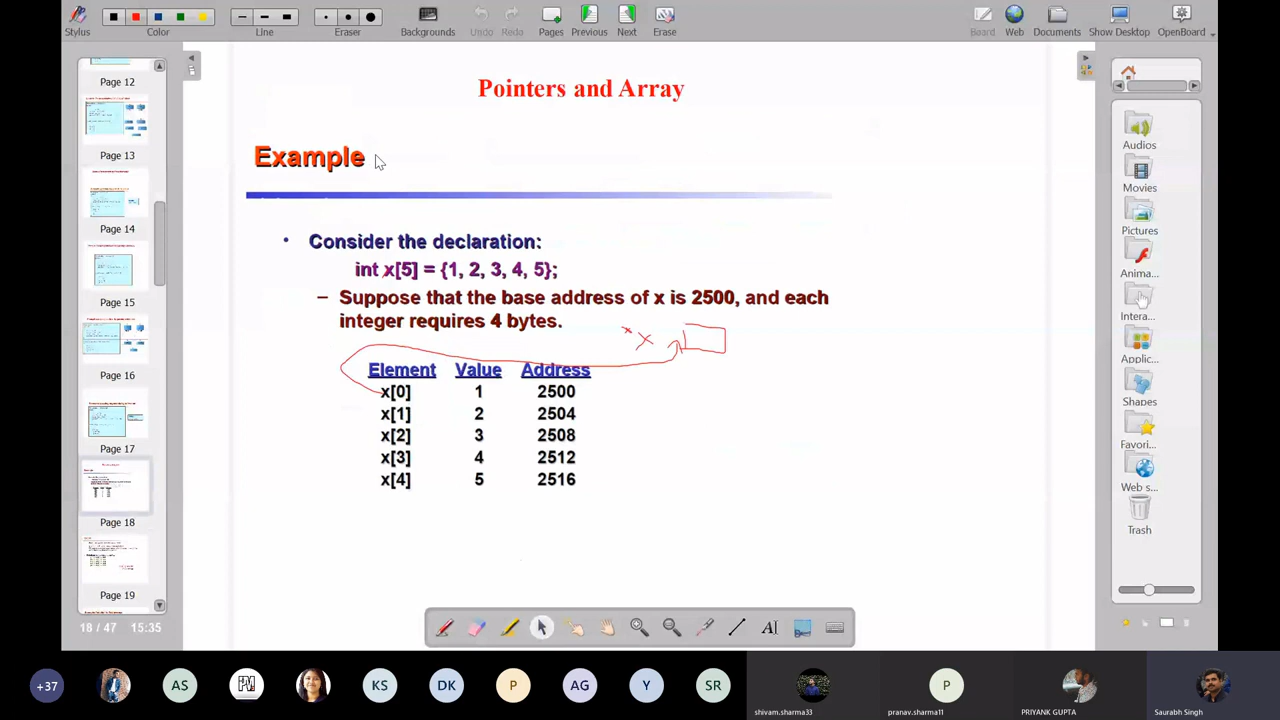 Stylus
Color
Line
Eraser
Backgrounds
Undo
Redo
Pages
Previous
Next
Erase
Board
Web
Documents
Show Desktop
OpenBoard
Page 12
Page 13
Page 14
Page 15
Page 16
Page 17
Page 18
Page 19
18 / 47
15:35
Pointers and Array
Example
• Consider the declaration:
int x[5] = {1, 2, 3, 4, 5};
– Suppose that the base address of x is 2500, and each
integer requires 4 bytes.
* x
Element Value Address
x[0] 1 2500
x[1] 2 2504
x[2] 3 2508
x[3] 4 2512
x[4] 5 2516
Audios
Movies
Pictures
Anima...
Intera...
Applic...
Shapes
Favori...
Web s...
Trash
+37
AS
KS
DK
P
AG
Y
SR
shivam.sharma33
P
pranav.sharma11
PRIYANK GUPTA
Saurabh Singh